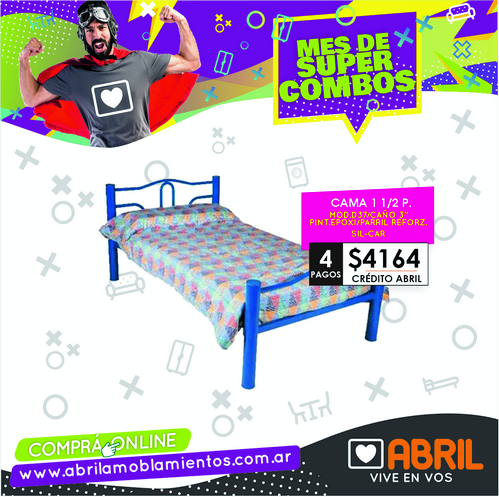 MES DE
SUPER
COMBOS
CAMA 1 1/2 P.
MOD.D37/CAÑO 3"
PINT.EPOXI/PARRIL REFORZ.
SIL-CAR
4
PAGOS
$4164
CRÉDITO ABRIL
COMPRÁ ONLINE
www.abrilamoblamientos.com.ar
ABRIL
VIVE EN VOS